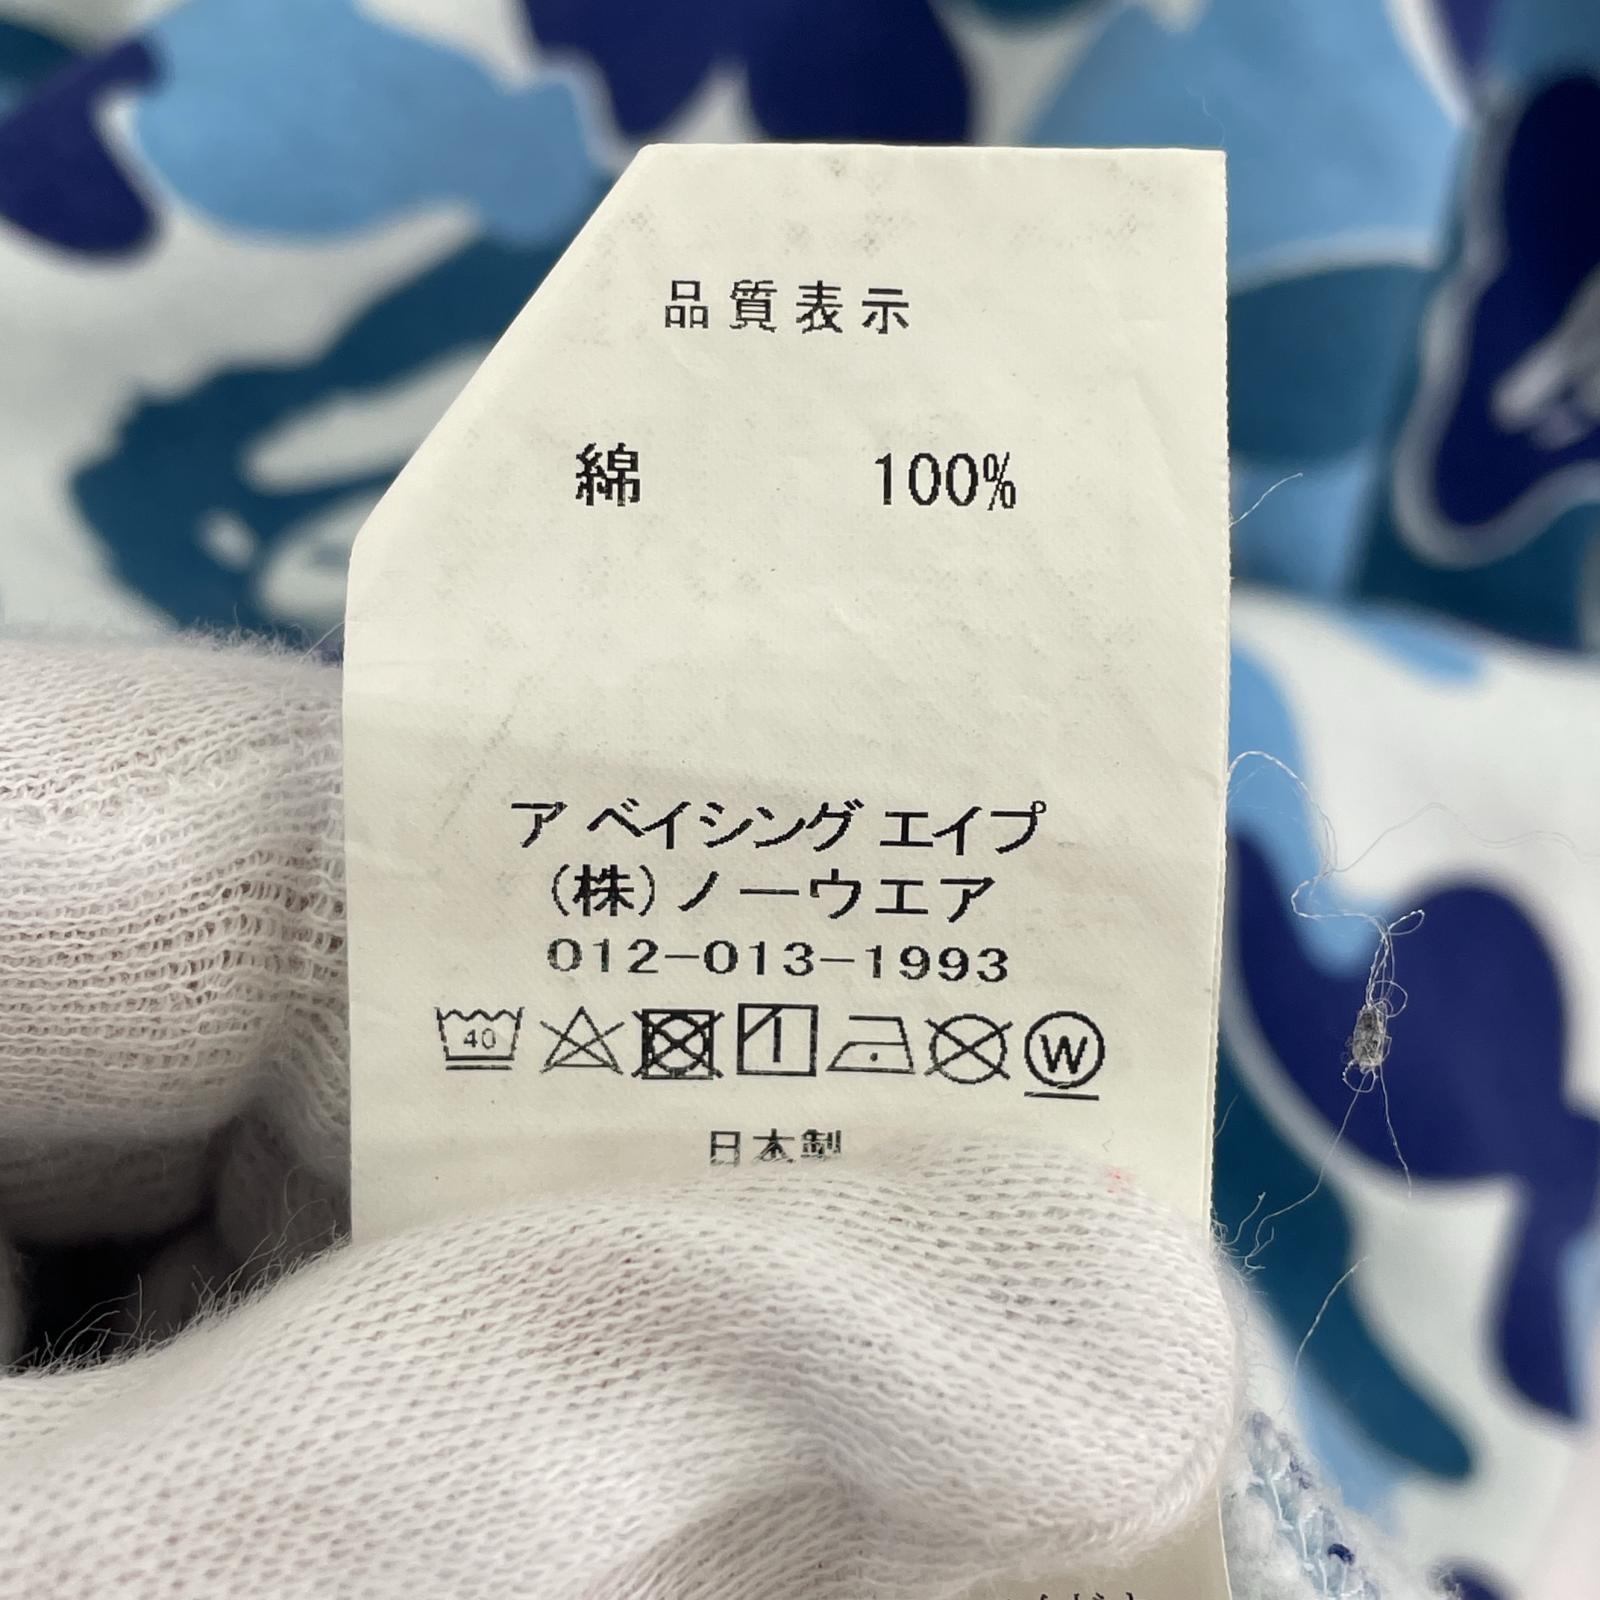 品質表示
綿 100%
ア ベイシング エイプ
(株)ノーウエア
012-013-1993
40
W
日本製